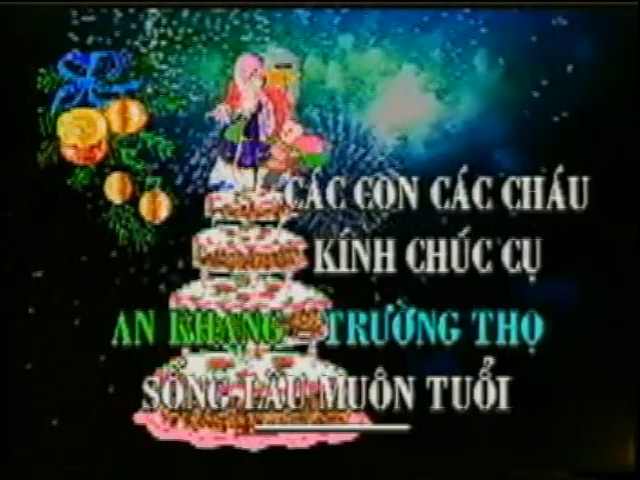 CÁC CON CÁC CHÁU
KÍNH CHÚC CỤ
AN KHANG - TRƯỜNG THỌ
SỐNG LÂU MUÔN TUỔI